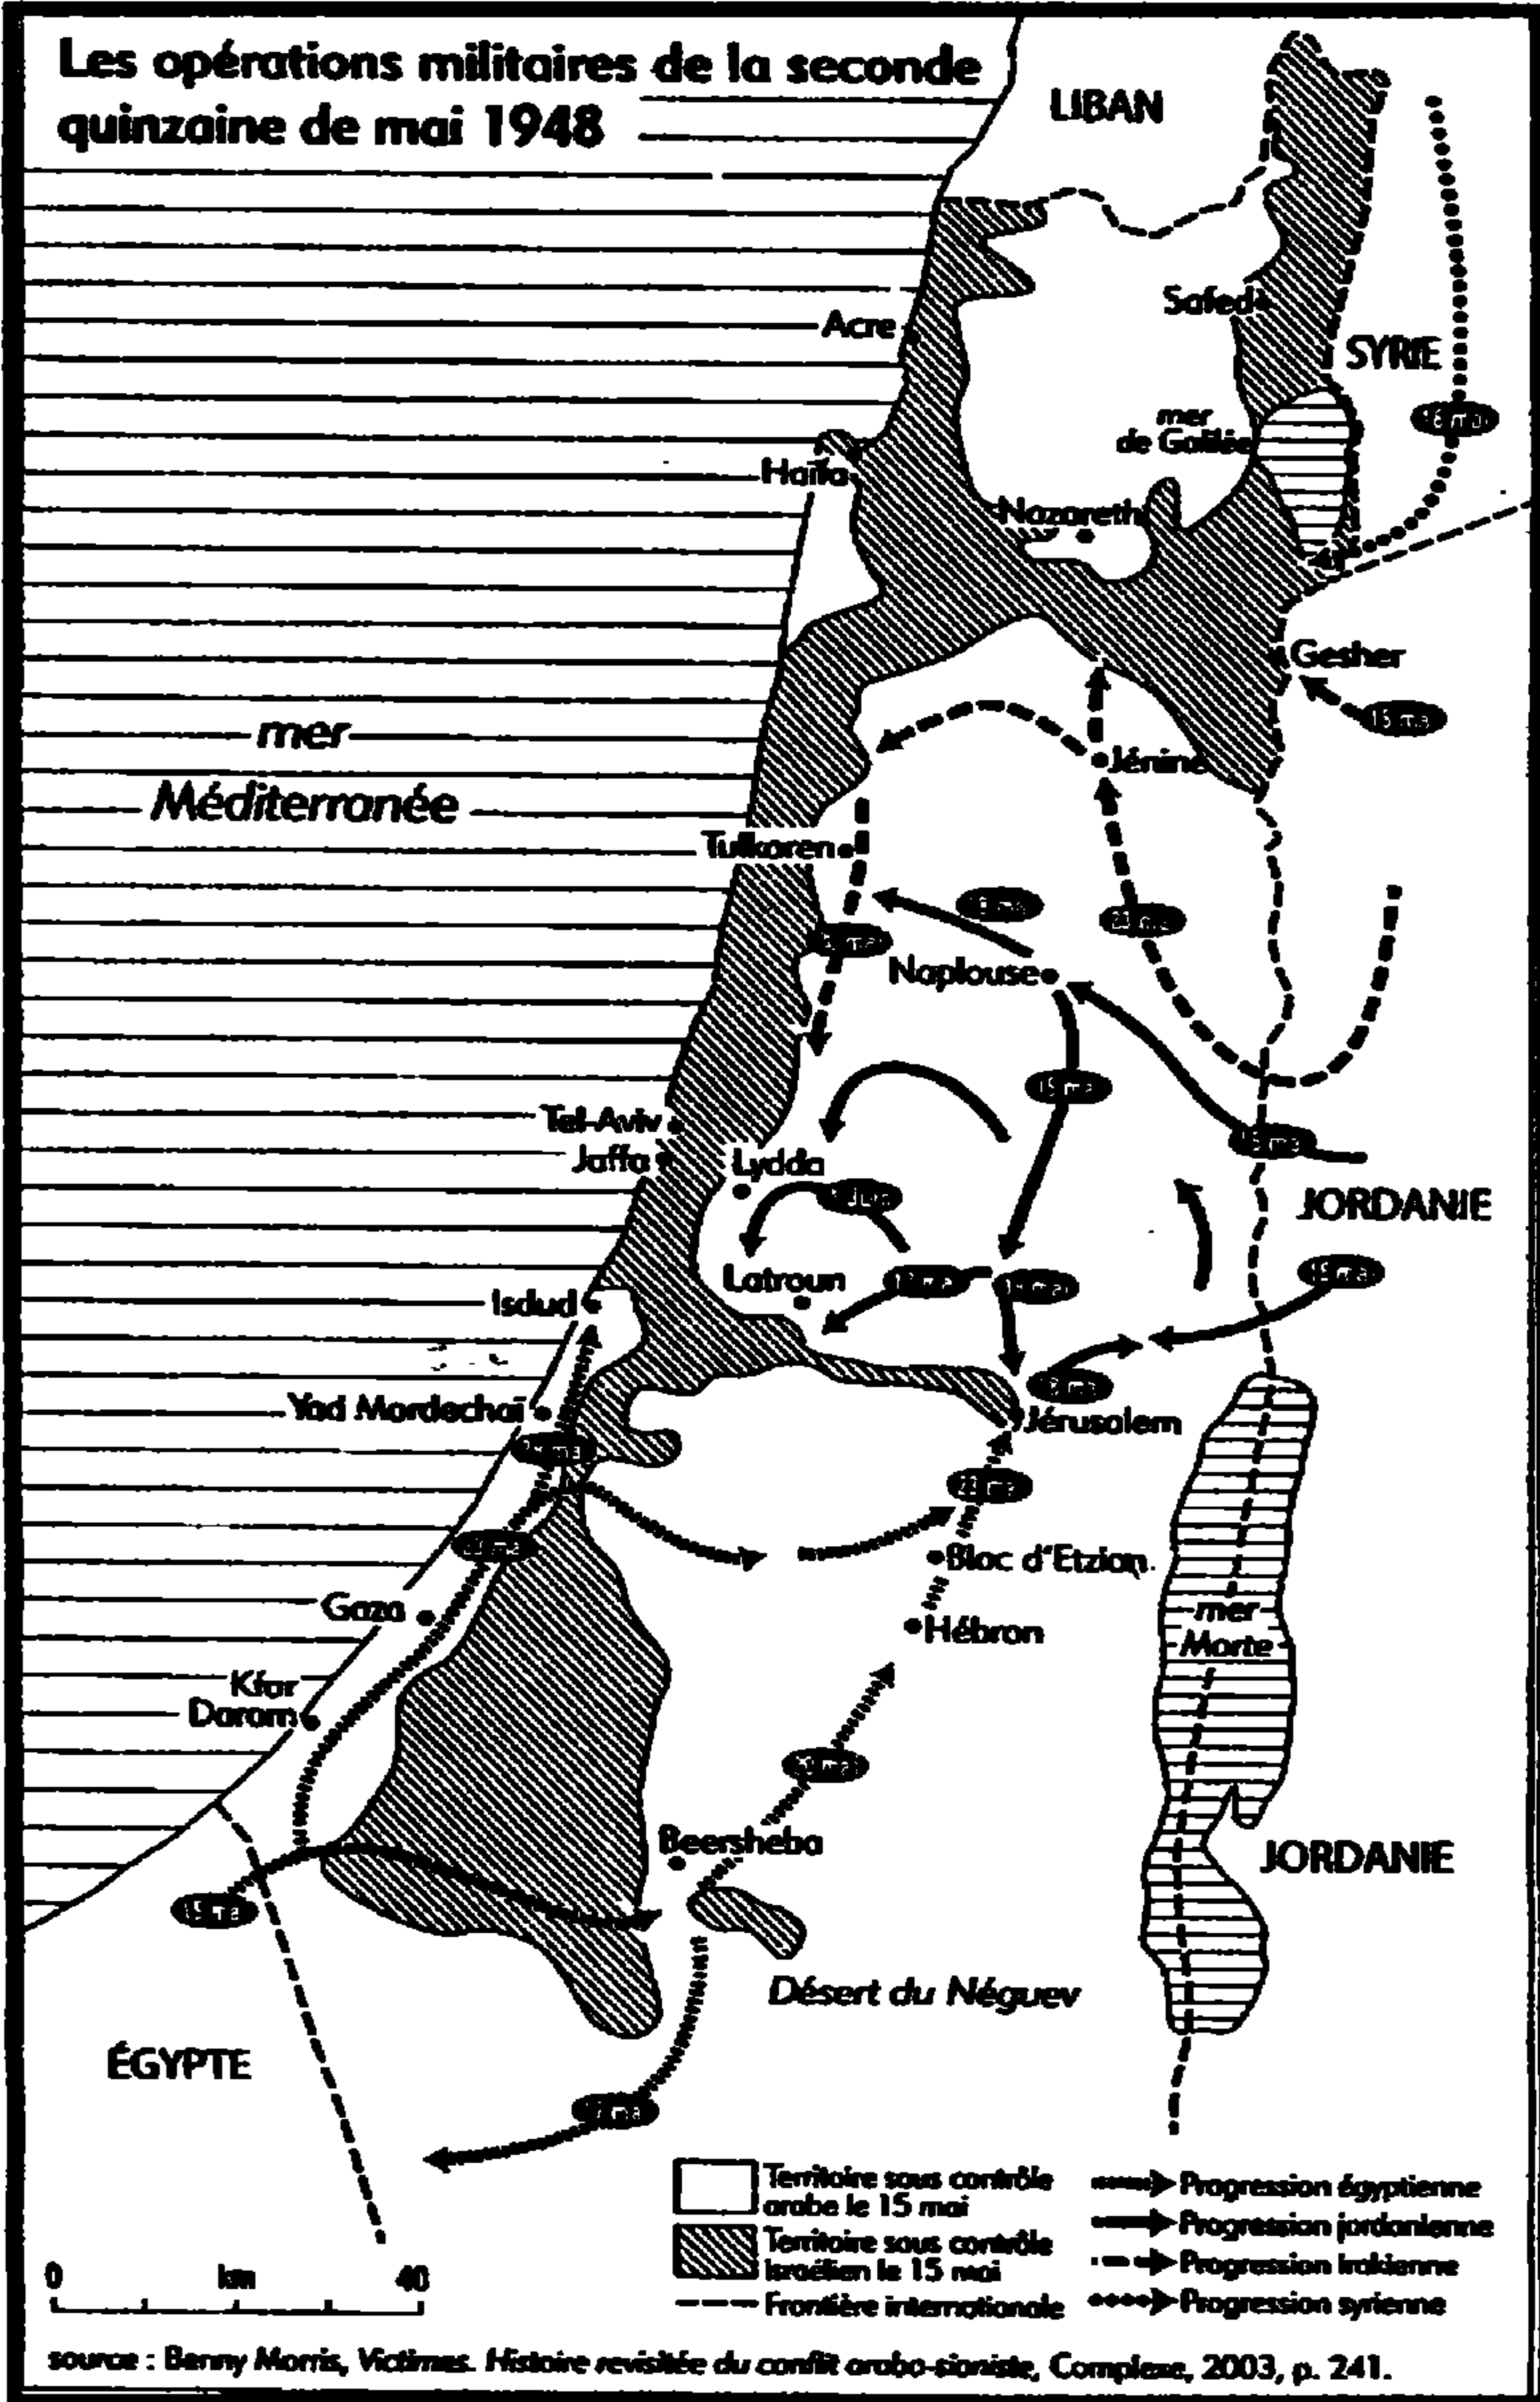 Les opérations militaires de la seconde
quinzaine de mai 1948
LIBAN
Safed
Acre
SYRIE
mer
de Galilée
Haïfa
Nazareth
Gesher
mer
Méditerranée
Jénine
Tulkarem
Naplouse
Tel-Aviv
Jaffa
Lydda
JORDANIE
Latroun
Isdud
Yad Mordechaï
Jérusalem
Bloc d'Etzion
Gaza
Hébron
mer
Morte
Kfar
Darom
Beersheba
JORDANIE
Désert du Néguev
ÉGYPTE
Territoire sous contrôle
arabe le 15 mai
Territoire sous contrôle
Israélien le 15 mai
Frontière internationale
Progression égyptienne
Progression jordanienne
Progression Irakienne
Progression syrienne
0 km 40
source : Benny Morris, Victimes. Histoire revisitée du conflit arabo-sioniste, Complexe, 2003, p. 241.